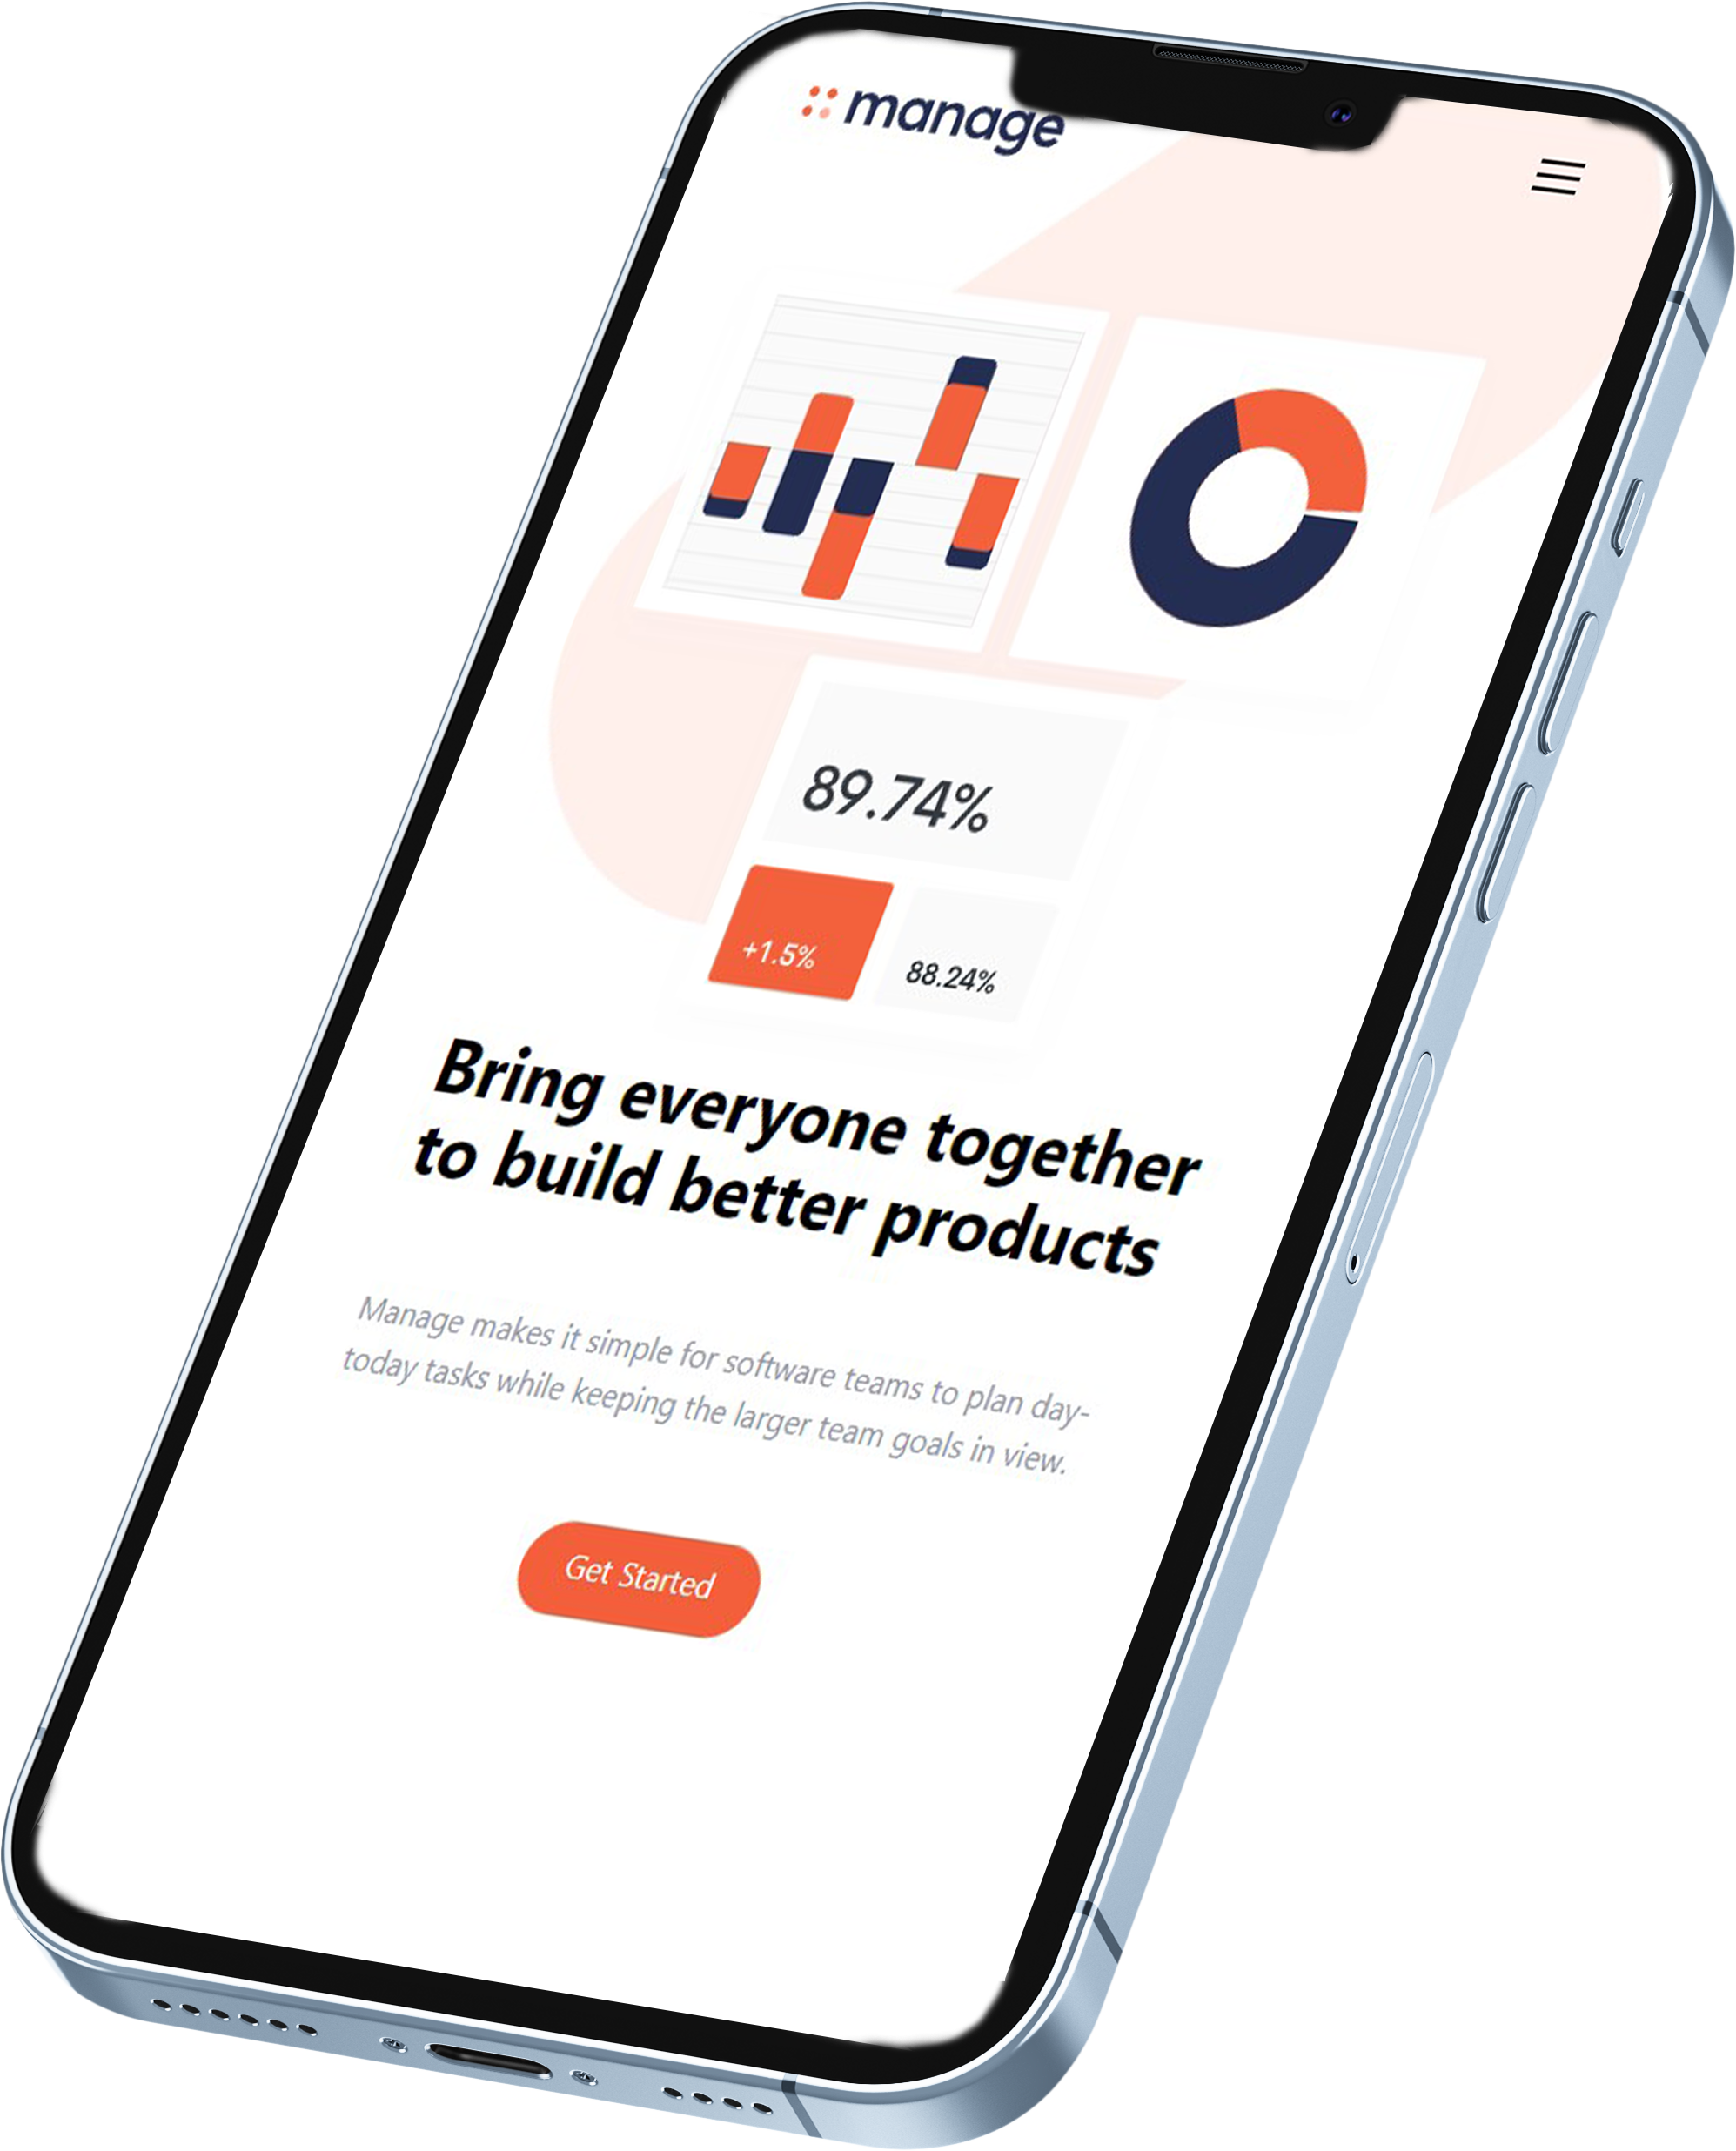 manage
89.74%
+1.5%
88.24%
Bring everyone together
to build better products
Manage makes it simple for software teams to plan day-
today tasks while keeping the larger team goals in view.
Get Started